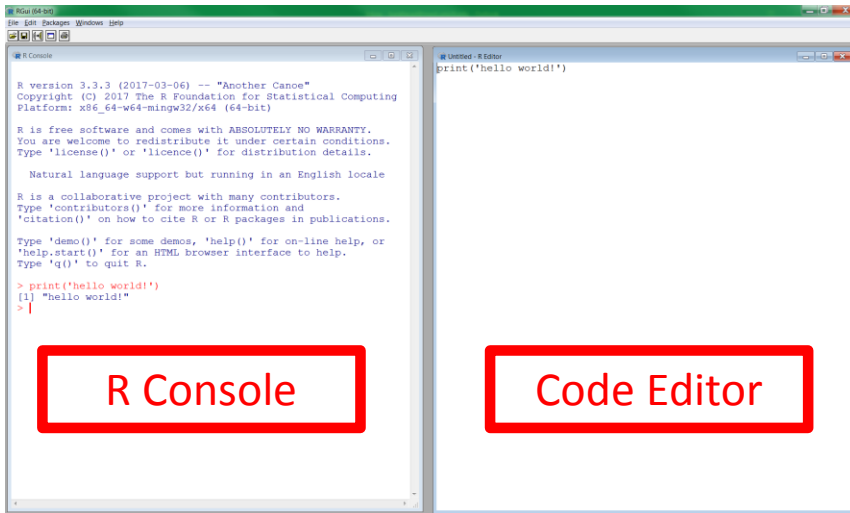 RGui (64-bit)
File Edit Packages Windows Help
R Console
R version 3.3.3 (2017-03-06) -- "Another Canoe"
Copyright (C) 2017 The R Foundation for Statistical Computing
Platform: x86_64-w64-mingw32/x64 (64-bit)
R is free software and comes with ABSOLUTELY NO WARRANTY.
You are welcome to redistribute it under certain conditions.
Type 'license()' or 'licence()' for distribution details.
Natural language support but running in an English locale
R is a collaborative project with many contributors.
Type 'contributors()' for more information and
'citation()' on how to cite R or R packages in publications.
Type 'demo()' for some demos, 'help()' for on-line help, or
'help.start()' for an HTML browser interface to help.
Type 'q()' to quit R.
> print('hello world!')
[1] "hello world!"
>
R Console
Untitled - R Editor
print('hello world!')
Code Editor